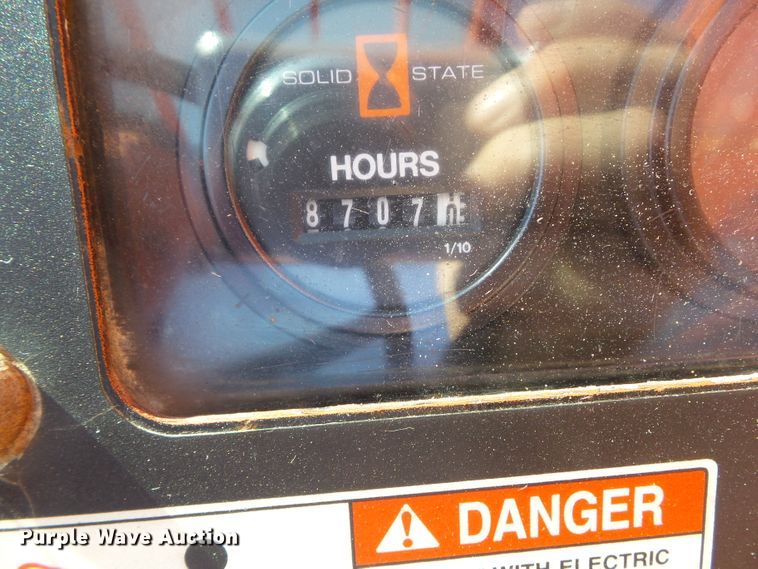 SOLID STATE
HOURS
8707
1/10
DANGER
WITH ELECTRIC
Purple Wave Auction